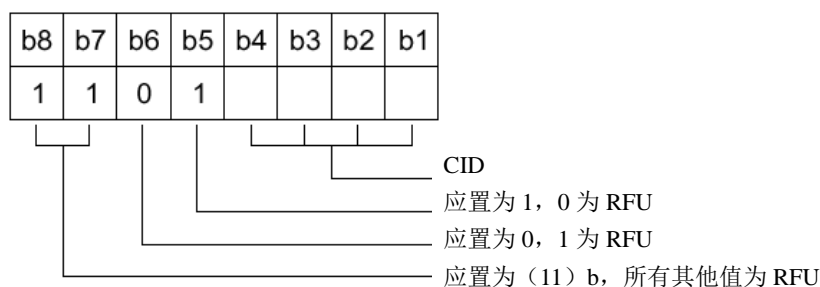 b8 b7 b6 b5 b4 b3 b2 b1
1 1 0 1
CID
应置为 1，0 为 RFU
应置为 0，1 为 RFU
应置为（11）b，所有其他值为 RFU